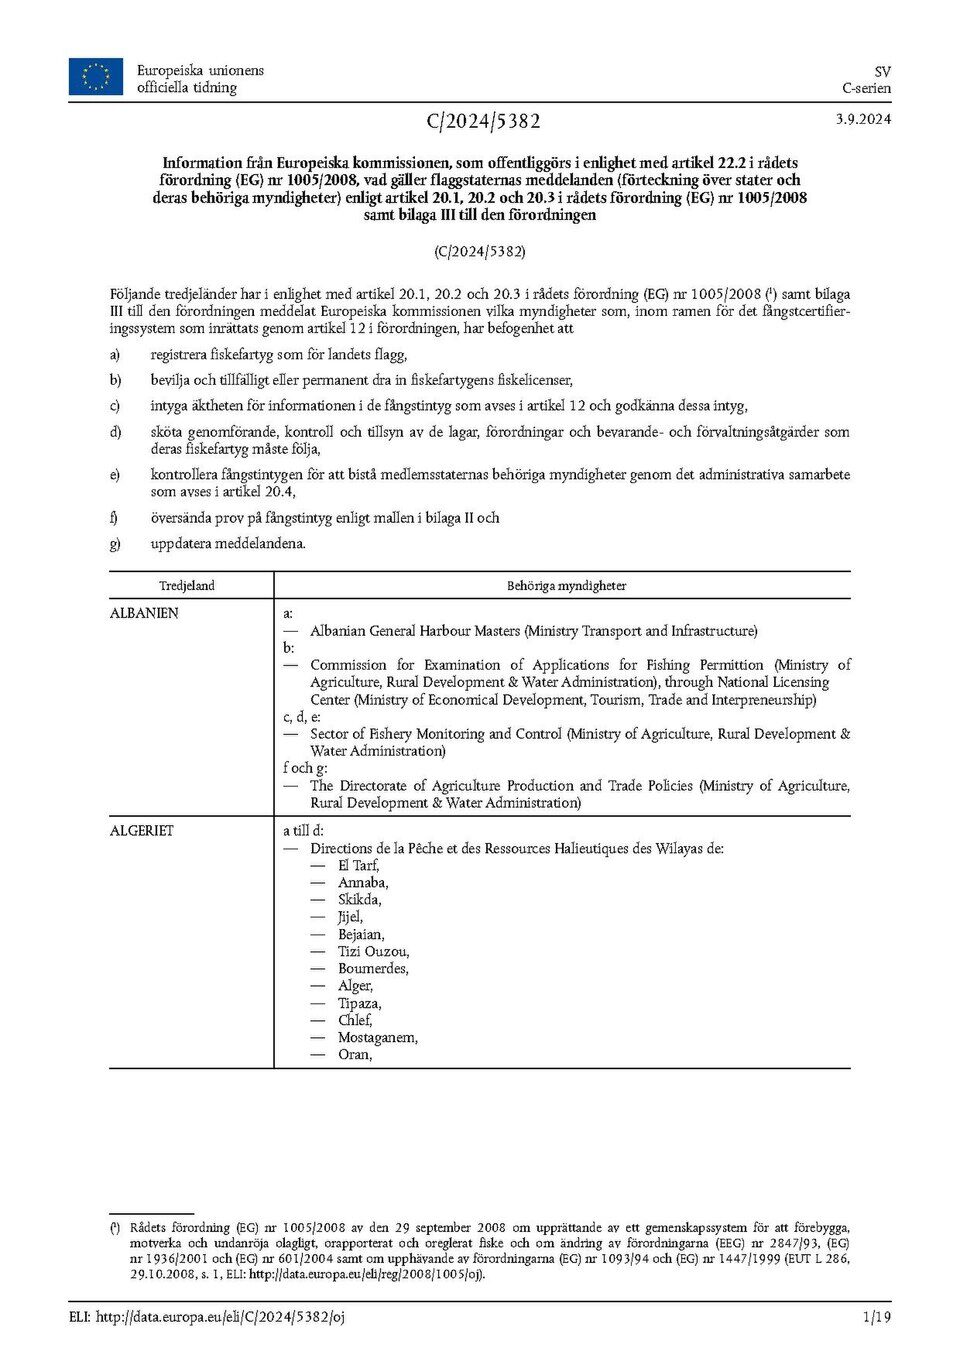 Europeiska unionens
officiella tidning
SV
C-serien
C/2024/5382
3.9.2024
Information från Europeiska kommissionen, som offentliggörs i enlighet med artikel 22.2 i rådets
förordning (EG) nr 1005/2008, vad gäller flaggstaternas meddelanden (förteckning över stater och
deras behöriga myndigheter) enligt artikel 20.1, 20.2 och 20.3 i rådets förordning (EG) nr 1005/2008
samt bilaga III till den förordningen
(C/2024/5382)
Följande tredjeländer har i enlighet med artikel 20.1, 20.2 och 20.3 i rådets förordning (EG) nr 1005/2008 (¹) samt bilaga
III till den förordningen meddelat Europeiska kommissionen vilka myndigheter som, inom ramen för det fångstcertifier-
ingssystem som inrättats genom artikel 12 i förordningen, har befogenhet att
a) registrera fiskefartyg som för landets flagg,
b) bevilja och tillfälligt eller permanent dra in fiskefartygens fiskelicenser,
c) intyga äktheten för informationen i de fångstintyg som avses i artikel 12 och godkänna dessa intyg,
d) sköta genomförande, kontroll och tillsyn av de lagar, förordningar och bevarande- och förvaltningsåtgärder som
deras fiskefartyg måste följa,
e) kontrollera fångstintygen för att bistå medlemsstaternas behöriga myndigheter genom det administrativa samarbete
som avses i artikel 20.4,
f) översända prov på fångstintyg enligt mallen i bilaga II och
g) uppdatera meddelandena.
Tredjeland
Behöriga myndigheter
ALBANIEN
a:
— Albanian General Harbour Masters (Ministry Transport and Infrastructure)
b:
— Commission for Examination of Applications for Fishing Permittion (Ministry of
Agriculture, Rural Development & Water Administration), through National Licensing
Center (Ministry of Economical Development, Tourism, Trade and Interpreneurship)
c, d, e:
— Sector of Fishery Monitoring and Control (Ministry of Agriculture, Rural Development &
Water Administration)
f och g:
— The Directorate of Agriculture Production and Trade Policies (Ministry of Agriculture,
Rural Development & Water Administration)
ALGERIET
a till d:
— Directions de la Pêche et des Ressources Halieutiques des Wilayas de:
— El Tarf,
— Annaba,
— Skikda,
— Jijel,
— Bejaian,
— Tizi Ouzou,
— Boumerdes,
— Alger,
— Tipaza,
— Chlef,
— Mostaganem,
— Oran,
(¹) Rådets förordning (EG) nr 1005/2008 av den 29 september 2008 om upprättande av ett gemenskapssystem för att förebygga,
motverka och undanröja olagligt, orapporterat och oreglerat fiske och om ändring av förordningarna (EEG) nr 2847/93, (EG)
nr 1936/2001 och (EG) nr 601/2004 samt om upphävande av förordningarna (EG) nr 1093/94 och (EG) nr 1447/1999 (EUT L 286,
29.10.2008, s. 1, ELI: http://data.europa.eu/eli/reg/2008/1005/oj).
ELI: http://data.europa.eu/eli/C/2024/5382/oj
1/19